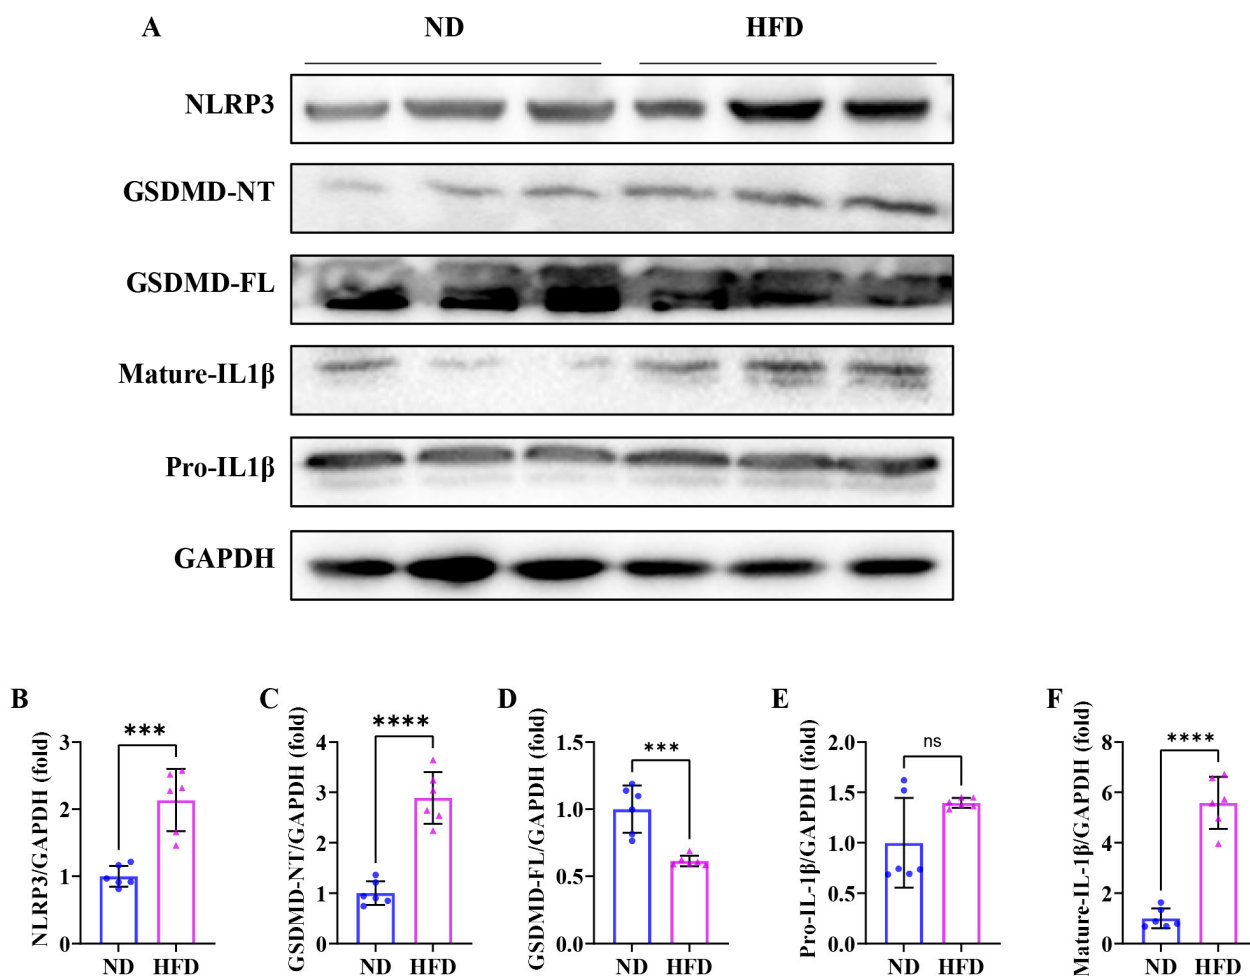 A ND HFD
NLRP3
GSDMD-NT
GSDMD-FL
Mature-IL1β
Pro-IL1β
GAPDH
B
NLRP3/GAPDH (fold)
***
3
2
1
0
ND HFD
C
GSDMD-NT/GAPDH (fold)
****
4
3
2
1
0
ND HFD
D
GSDMD-FL/GAPDH (fold)
***
1.5
1.0
0.5
0.0
ND HFD
E
Pro-IL-1β/GAPDH (fold)
ns
2.0
1.5
1.0
0.5
0.0
ND HFD
F
Mature-IL-1β/GAPDH (fold)
****
8
6
4
2
0
ND HFD